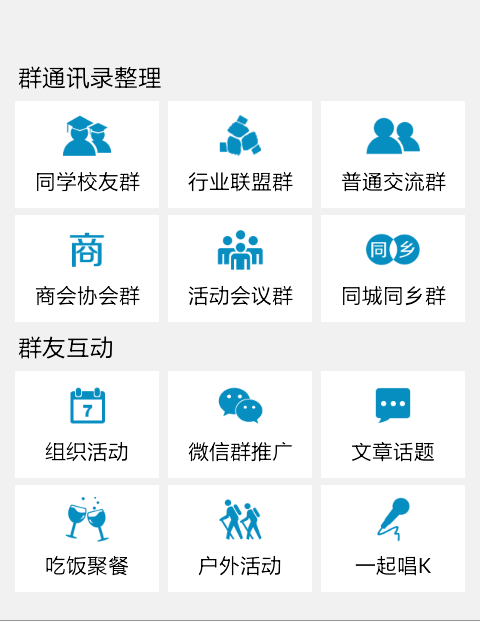 群通讯录整理
同学校友群
行业联盟群
普通交流群
商
同乡
商会协会群
活动会议群
同城同乡群
群友互动
7
组织活动
微信群推广
文章话题
吃饭聚餐
户外活动
一起唱K